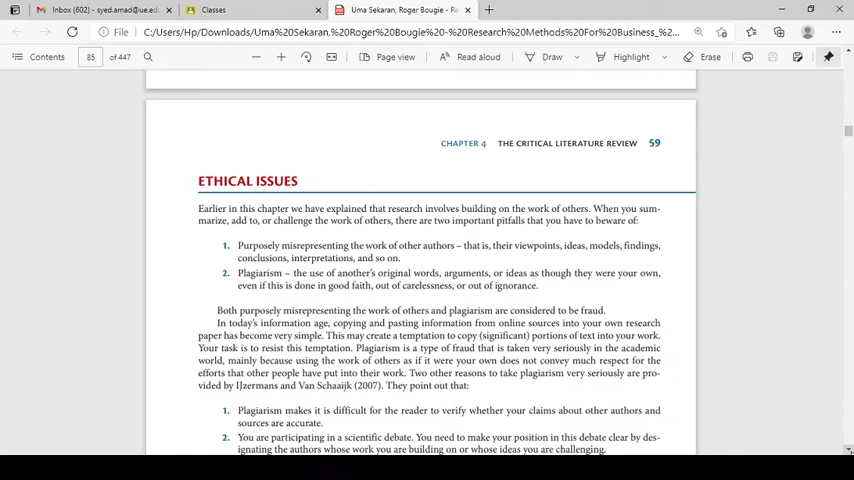 Inbox (602) - syed.amad@ue.ed
Classes
Uma Sekaran, Roger Bougie - Re
File
C:/Users/Hp/Downloads/Uma%20Sekaran,%20Roger%20Bougie%20-%20Research%20Methods%20For%20Business_%2...
Contents
85
of 447
Page view
Read aloud
Draw
Highlight
Erase
CHAPTER 4 THE CRITICAL LITERATURE REVIEW 59
ETHICAL ISSUES
Earlier in this chapter we have explained that research involves building on the work of others. When you sum-
marize, add to, or challenge the work of others, there are two important pitfalls that you have to beware of:
1. Purposely misrepresenting the work of other authors – that is, their viewpoints, ideas, models, findings,
conclusions, interpretations, and so on.
2. Plagiarism – the use of another's original words, arguments, or ideas as though they were your own,
even if this is done in good faith, out of carelessness, or out of ignorance.
Both purposely misrepresenting the work of others and plagiarism are considered to be fraud.
In today's information age, copying and pasting information from online sources into your own research
paper has become very simple. This may create a temptation to copy (significant) portions of text into your work.
Your task is to resist this temptation. Plagiarism is a type of fraud that is taken very seriously in the academic
world, mainly because using the work of others as if it were your own does not convey much respect for the
efforts that other people have put into their work. Two other reasons to take plagiarism very seriously are pro-
vided by IJzermans and Van Schaaijk (2007). They point out that:
1. Plagiarism makes it is difficult for the reader to verify whether your claims about other authors and
sources are accurate.
2. You are participating in a scientific debate. You need to make your position in this debate clear by des-
ignating the authors whose work you are building on or whose ideas you are challenging.